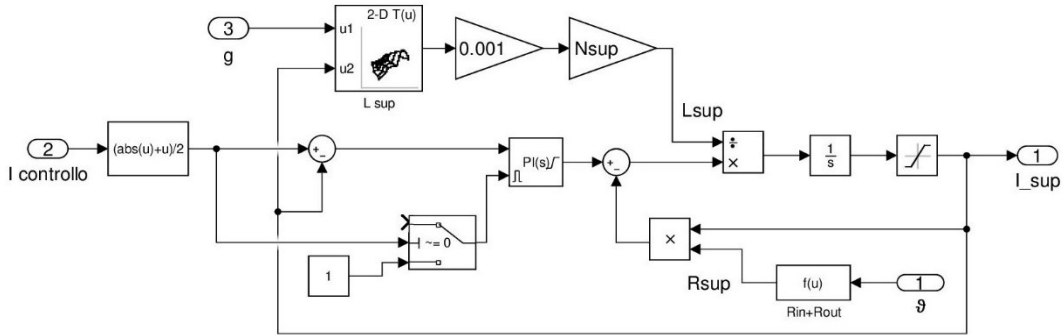 3
g
2-D T(u)
u1
u2
L sup
0.001
Nsup
Lsup
2
I controllo
(abs(u)+u)/2
+
-
PI(s)
+
-
÷
×
1
s
1
I_sup
~= 0
1
×
Rsup
f(u)
Rin+Rout
1
ϑ